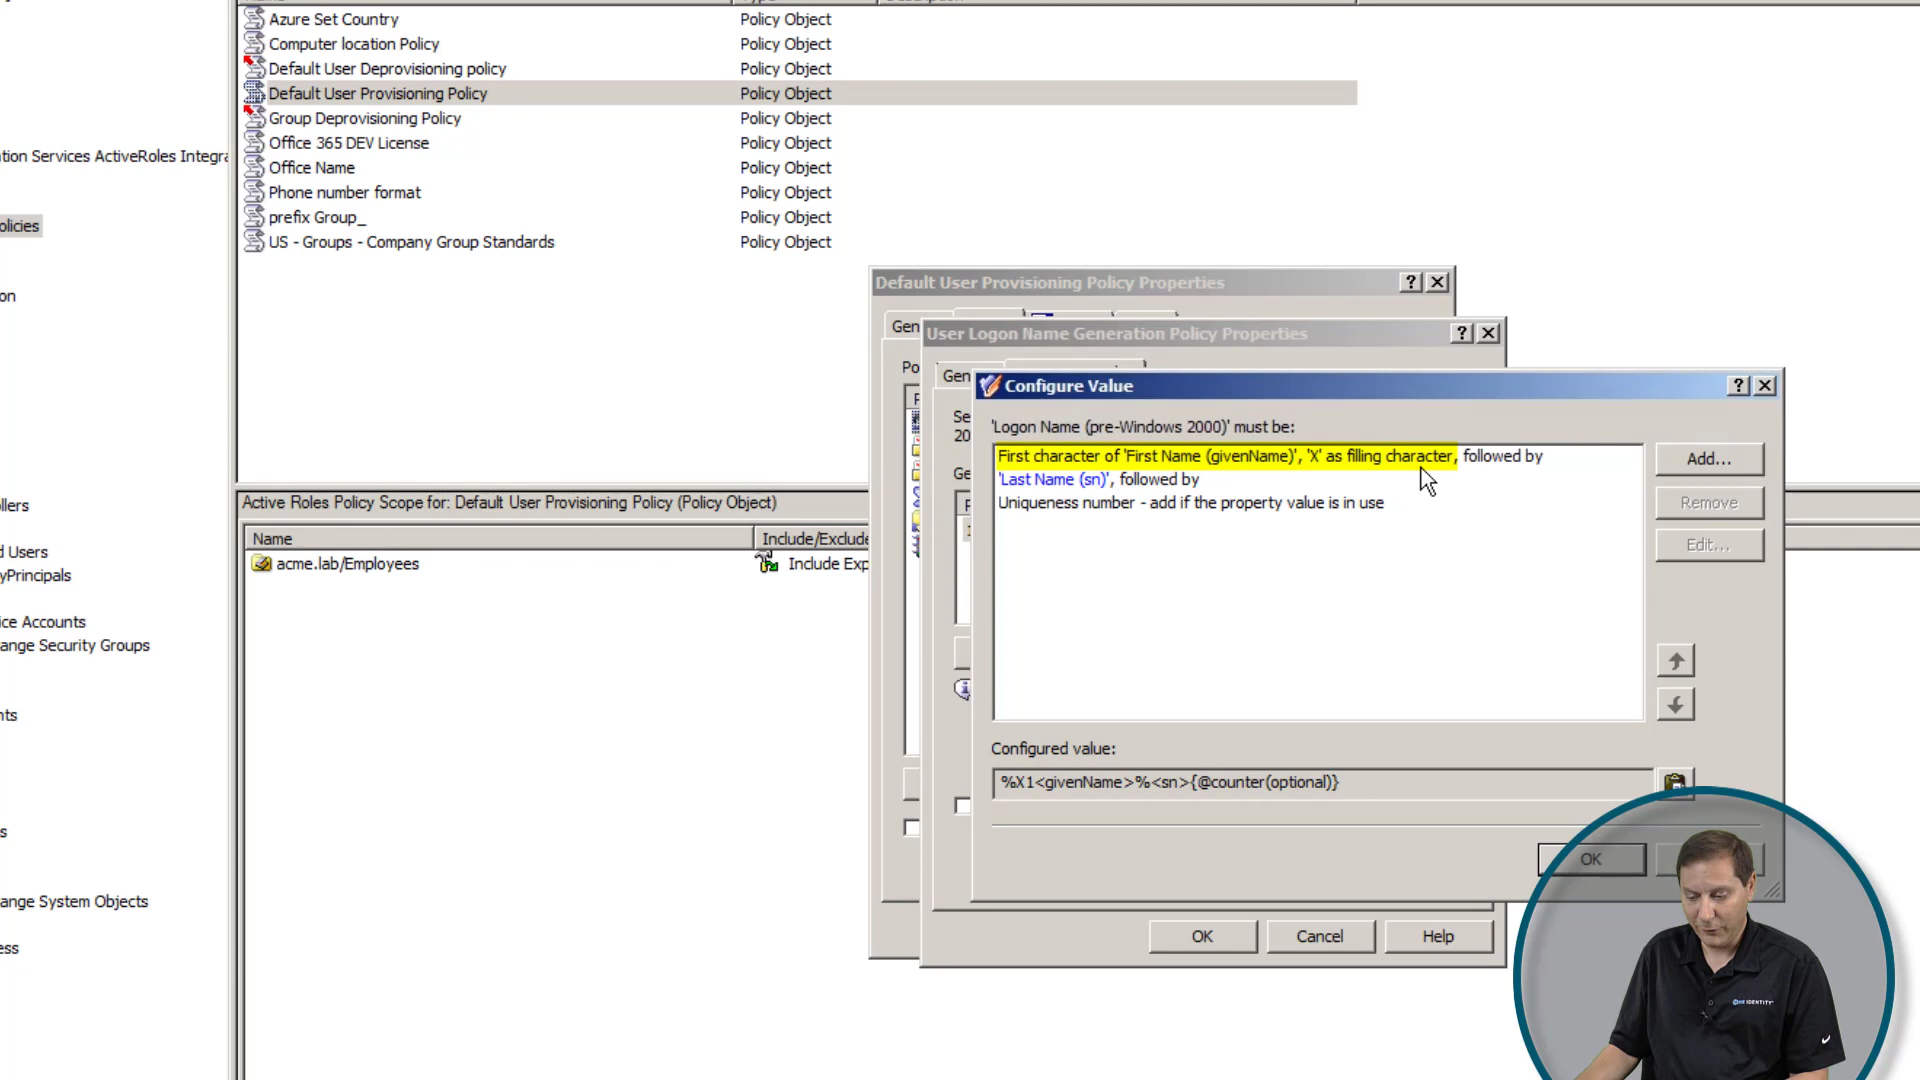 Azure Set Country Policy Object
Computer location Policy Policy Object
Default User Deprovisioning policy Policy Object
Default User Provisioning Policy Policy Object
Group Deprovisioning Policy Policy Object
Office 365 DEV License Policy Object
Office Name Policy Object
Phone number format Policy Object
prefix Group_ Policy Object
US - Groups - Company Group Standards Policy Object
tion Services ActiveRoles Integra
olicies
on
llers
d Users
yPrincipals
ice Accounts
ange Security Groups
nts
s
ange System Objects
ess
Active Roles Policy Scope for: Default User Provisioning Policy (Policy Object)
Name Include/Exclude
acme.lab/Employees Include Exp
Default User Provisioning Policy Properties ?
Gen
Po
User Logon Name Generation Policy Properties ?
Gen
Se
20
Ge
Configure Value ?
'Logon Name (pre-Windows 2000)' must be:
First character of 'First Name (givenName)', 'X' as filling character, followed by
'Last Name (sn)', followed by
Uniqueness number - add if the property value is in use
Add...
Remove
Edit...
Configured value:
%X1<givenName>%<sn>{@counter(optional)}
OK
OK Cancel Help
ONE IDENTITY